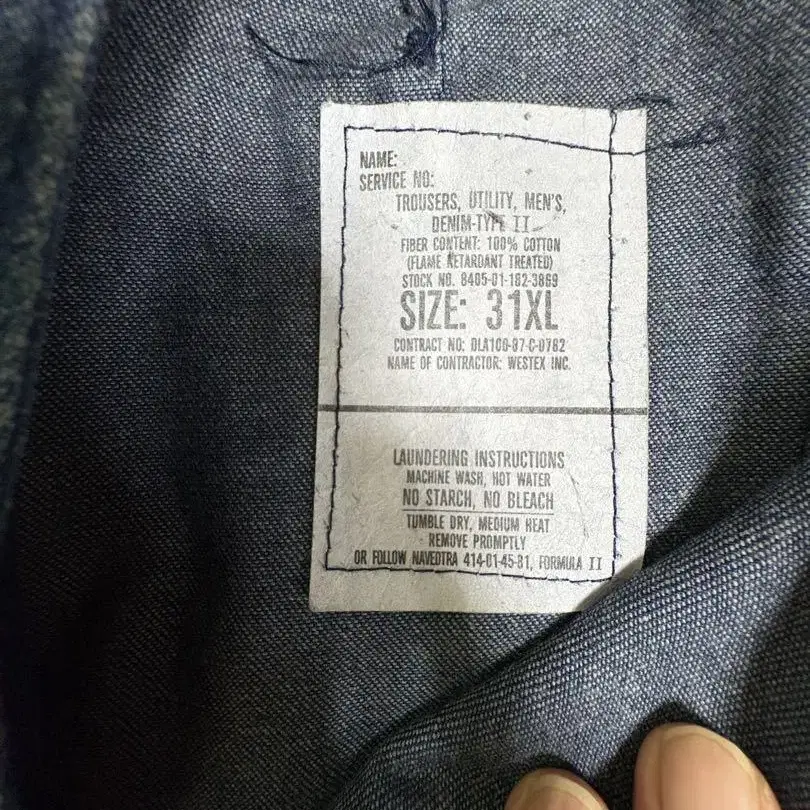 NAME:
SERVICE NO:
TROUSERS, UTILITY, MEN'S,
DENIM-TYPE II
FIBER CONTENT: 100% COTTON
(FLAME RETARDANT TREATED)
STOCK NO. 8405-01-182-3869
SIZE: 31XL
CONTRACT NO: DLA100-87-C-0782
NAME OF CONTRACTOR: WESTEX INC.
LAUNDERING INSTRUCTIONS
MACHINE WASH, HOT WATER
NO STARCH, NO BLEACH
TUMBLE DRY, MEDIUM HEAT
REMOVE PROMPTLY
OR FOLLOW NAVEDTRA 414-01-45-81, FORMULA II